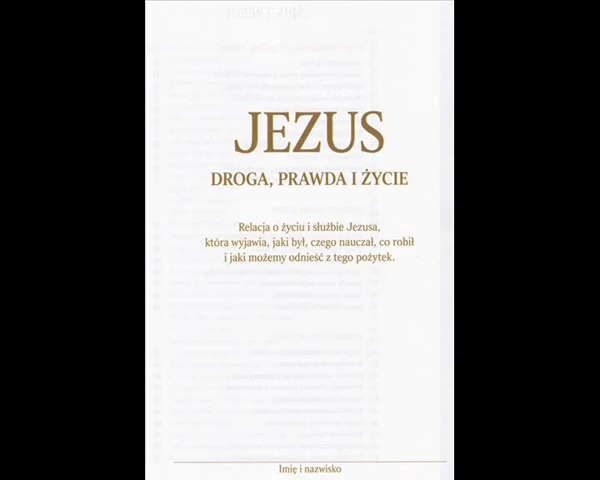 JEZUS
DROGA, PRAWDA I ŻYCIE
Relacja o życiu i służbie Jezusa,
która wyjawia, jaki był, czego nauczał, co robił
i jaki możemy odnieść z tego pożytek.
Imię i nazwisko